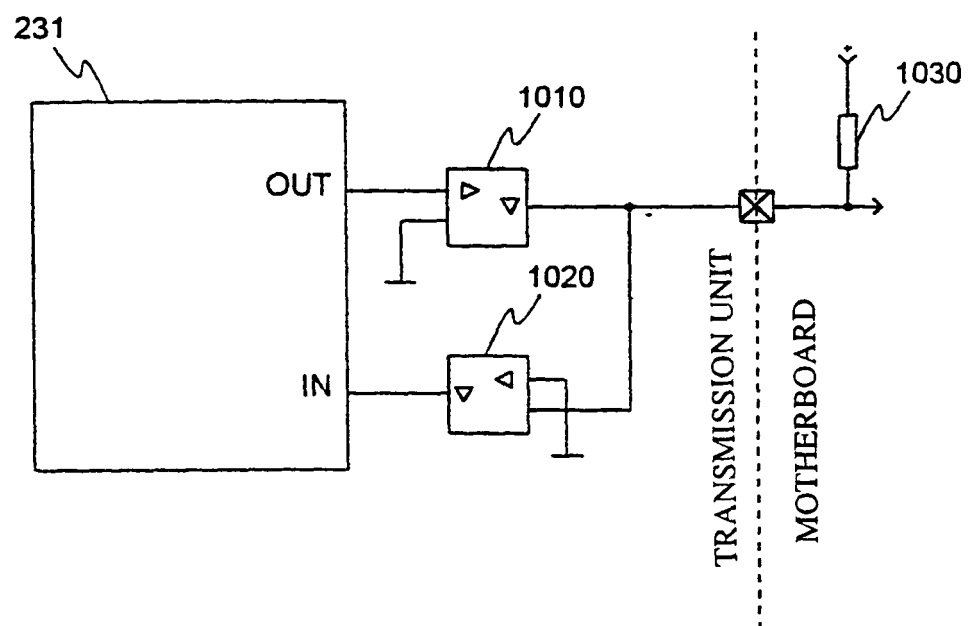 231
1010
1030
OUT
1020
IN
TRANSMISSION UNIT
MOTHERBOARD